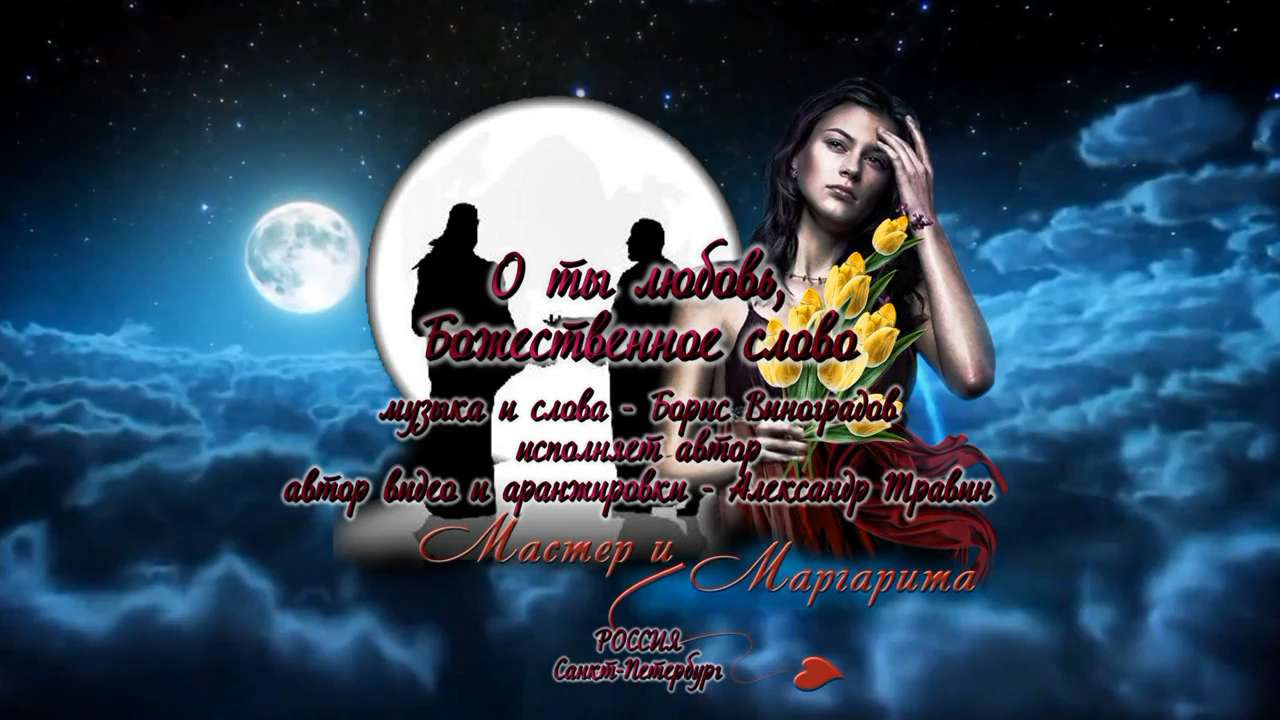 О ты любовь,
Божественное слово
музыка и слова - Борис Виноградов
исполняет автор
автор видео и аранжировки - Александр Травин
Мастер и Маргарита
РОССИЯ
Санкт-Петербург